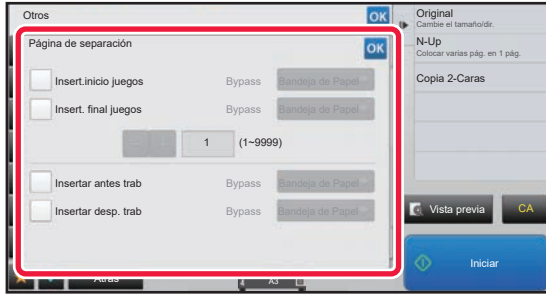 Otros
OK
Página de separación
OK
Insert.inicio juegos
Bypass
Bandeja de Papel
Insert. final juegos
Bypass
Bandeja de Papel
1
(1~9999)
Insertar antes trab
Bypass
Bandeja de Papel
Insertar desp. trab
Bypass
Bandeja de Papel
Atrás
4
A3
Original
Cambie el tamaño/dir.
N-Up
Colocar varias pág. en 1 pág.
Copia 2-Caras
Vista previa
CA
Iniciar